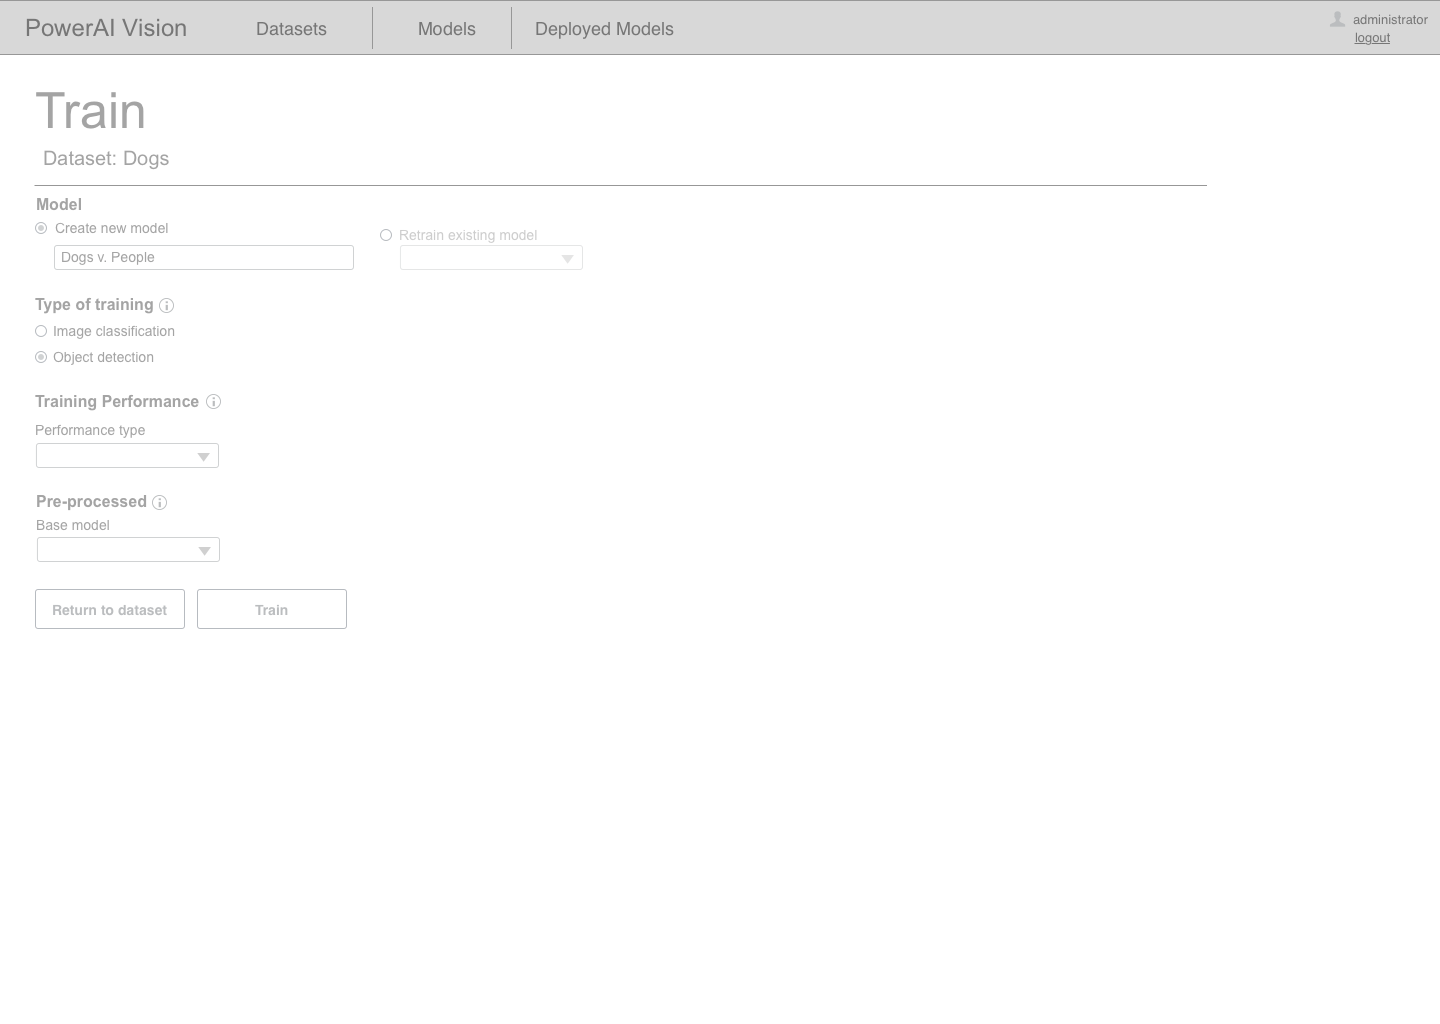 PowerAI Vision
Datasets
Models
Deployed Models
administrator
logout
Train
Dataset: Dogs
Model
Create new model
Retrain existing model
Dogs v. People
Type of training
Image classification
Object detection
Training Performance
Performance type
Pre-processed
Base model
Return to dataset
Train